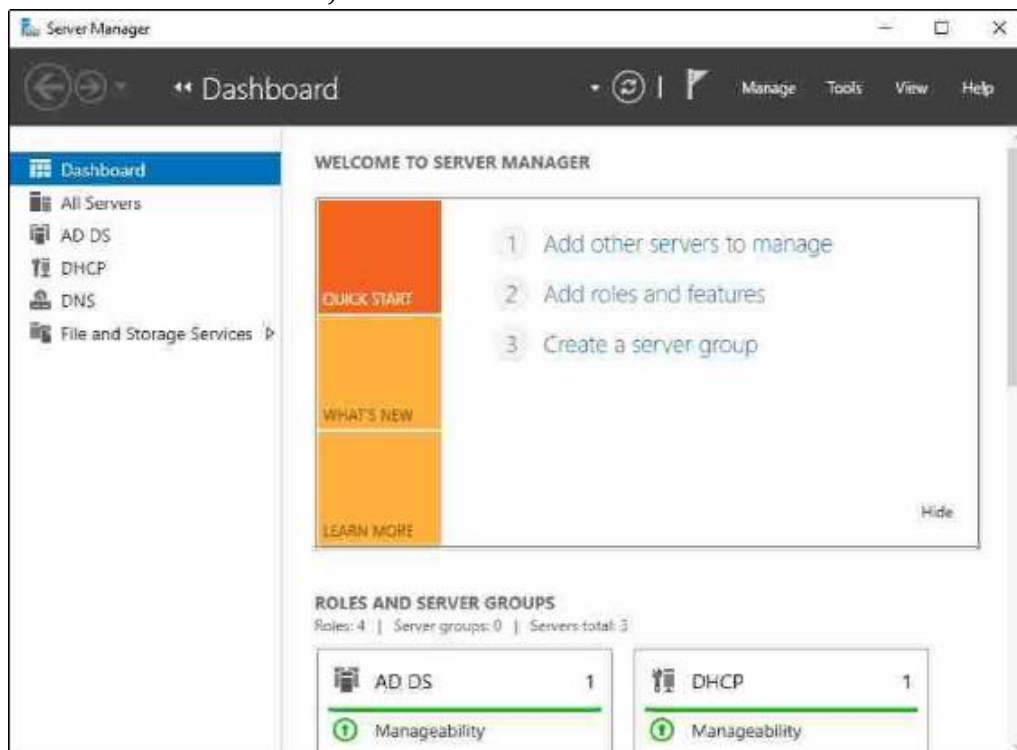 Server Manager
Dashboard
Manage Tools View Help
Dashboard
All Servers
AD DS
DHCP
DNS
File and Storage Services
WELCOME TO SERVER MANAGER
QUICK START
WHAT'S NEW
LEARN MORE
1 Add other servers to manage
2 Add roles and features
3 Create a server group
Hide
ROLES AND SERVER GROUPS
Roles: 4 | Server groups: 0 | Servers total: 3
AD DS 1
Manageability
DHCP 1
Manageability